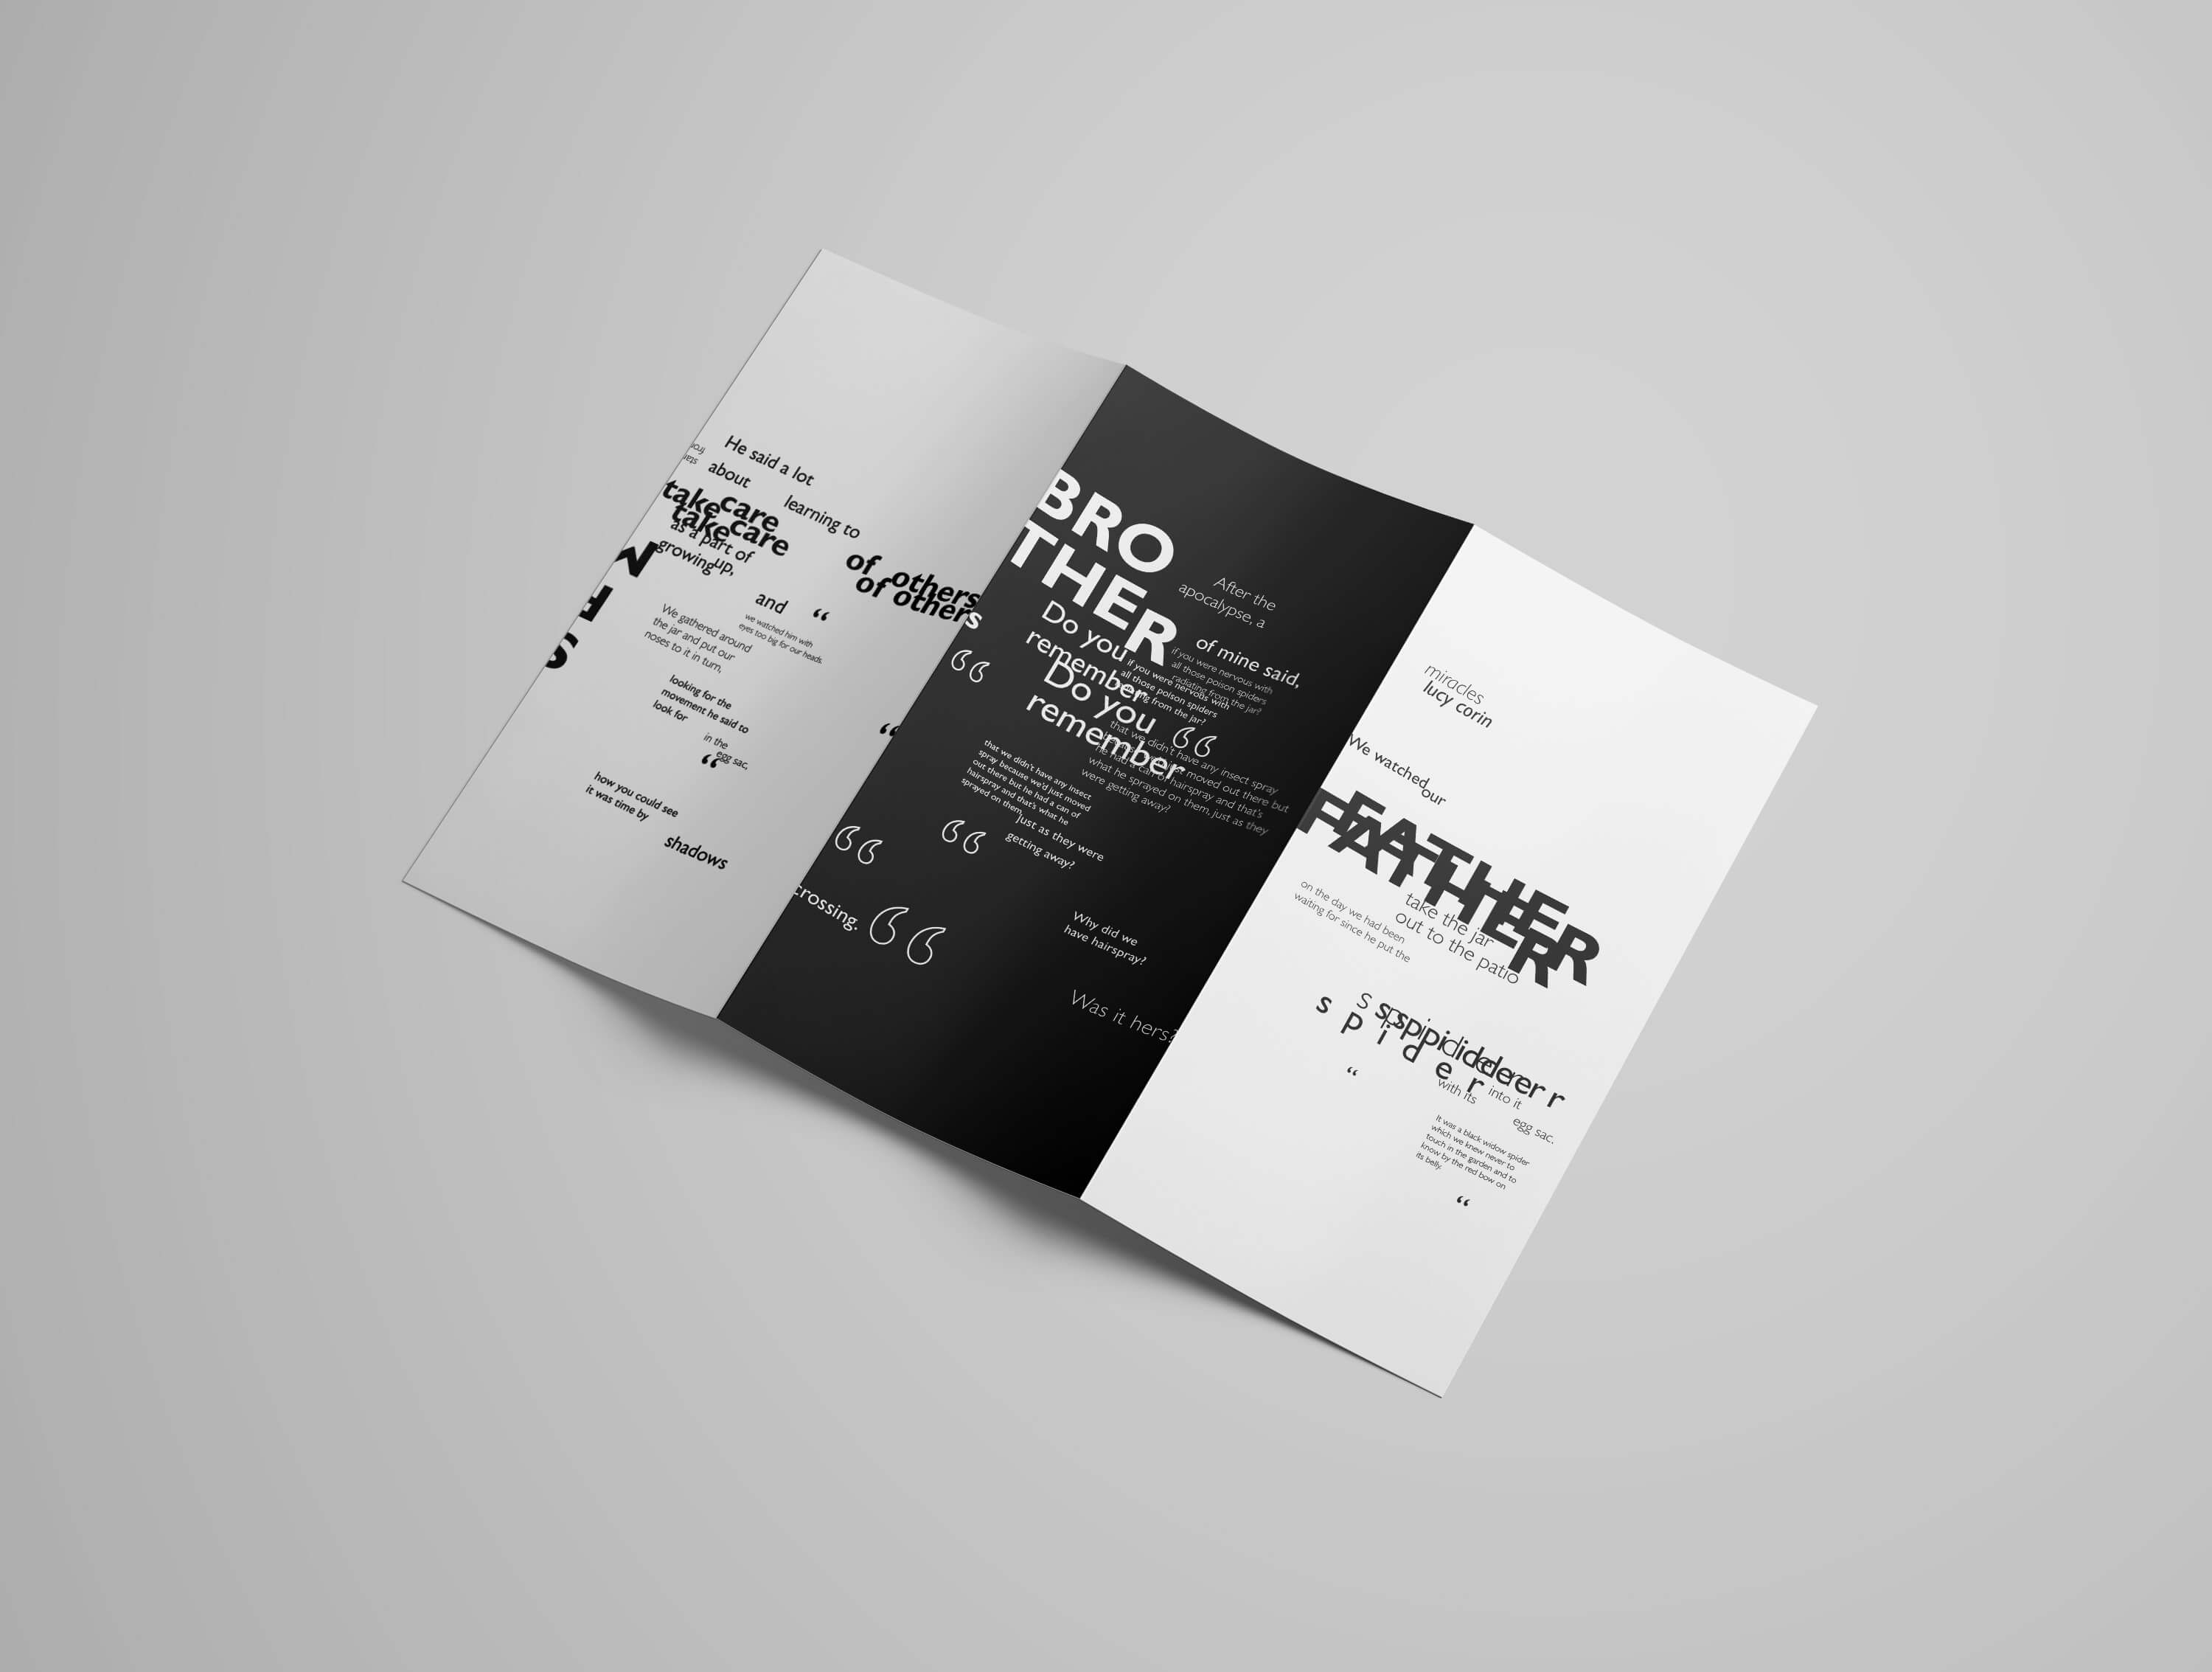 He said a lot
about
learning to
take care
take care
of others
of others
as a part of
growing up,
and
“
we watched him with
eyes too big for our heads.
We gathered around
the jar and put our
noses to it in turn,
looking for the
movement he said to
look for
in the
egg sac,
“
“
how you could see
it was time by
shadows
BRO
THER
After the
apocalypse, a
of mine said,
Do you
remember
if you were nervous with
all those poison spiders
radiating from the jar?
if you were nervous with
all those poison spiders
from the jar?
Do you
remember
“
“
that we didn't have any insect spray
moved out there but
he had a can of hairspray and that's
what he sprayed on them, just as they
were getting away?
that we didn't have any insect
spray because we'd just moved
out there but he had a can of
hairspray and that's what he
sprayed on them,
just as they were
getting away?
“
“
crossing.
“
Why did we
have hairspray?
Was it hers?
miracles
lucy corin
We watched
our
FEATHER
FATHER
on the day we had been
waiting for since he put the
take the jar
out to the patio
spider
spider
spider
spider
into it
with its
egg sac.
“
It was a black widow spider
which we knew never to
touch in the garden and to
know by the red bow on
its belly.
“